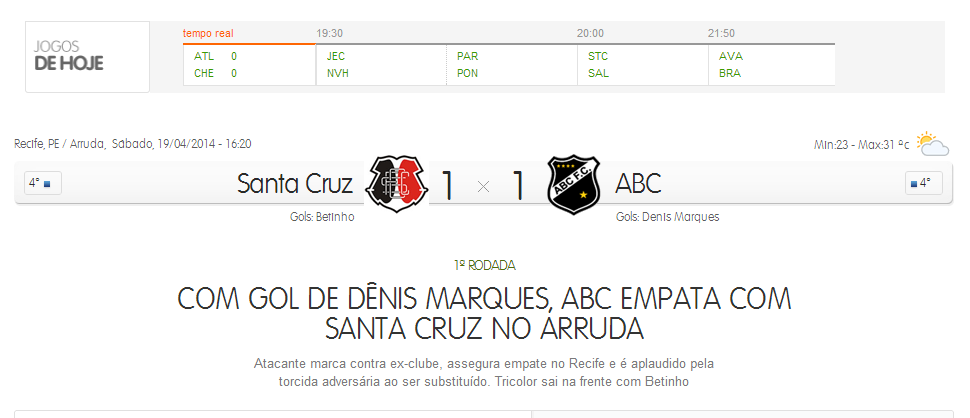 JOGOS
DE HOJE
tempo real 19:30 20:00 21:50
ATL 0 JEC PAR STC AVA
CHE 0 NVH PON SAL BRA
Recife, PE / Arruda, Sábado, 19/04/2014 - 16:20
Min:23 - Max:31 ºc
4° Santa Cruz 1 × 1 ABC F.C. ABC 4°
Gols: Betinho Gols: Denis Marques
1ª RODADA
COM GOL DE DÊNIS MARQUES, ABC EMPATA COM
SANTA CRUZ NO ARRUDA
Atacante marca contra ex-clube, assegura empate no Recife e é aplaudido pela
torcida adversária ao ser substituído. Tricolor sai na frente com Betinho